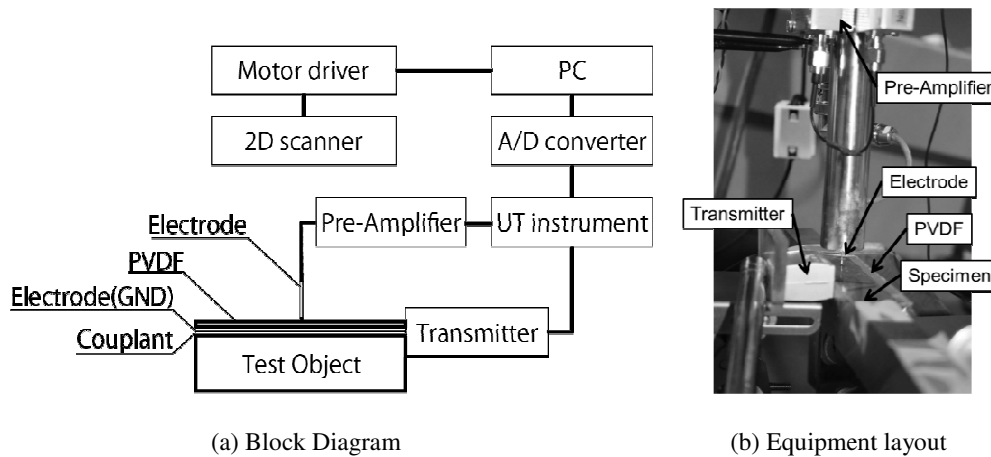 Motor driver
PC
2D scanner
A/D converter
Electrode
Pre-Amplifier
UT instrument
PVDF
Electrode(GND)
Couplant
Transmitter
Test Object
(a) Block Diagram
Pre-Amplifier
Electrode
Transmitter
PVDF
Specimen
(b) Equipment layout